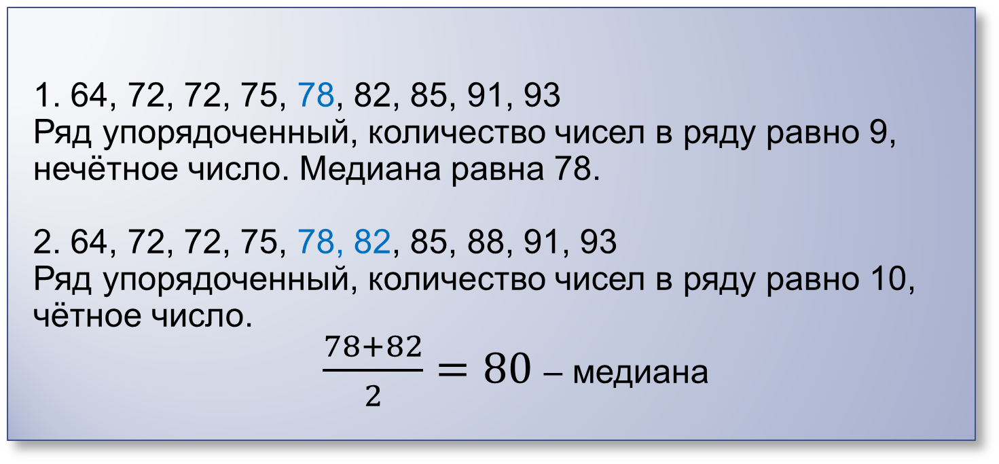 1. 64, 72, 72, 75, 78, 82, 85, 91, 93
Ряд упорядоченный, количество чисел в ряду равно 9,
нечётное число. Медиана равна 78.
2. 64, 72, 72, 75, 78, 82, 85, 88, 91, 93
Ряд упорядоченный, количество чисел в ряду равно 10,
чётное число.
78+82
= 80 – медиана
2